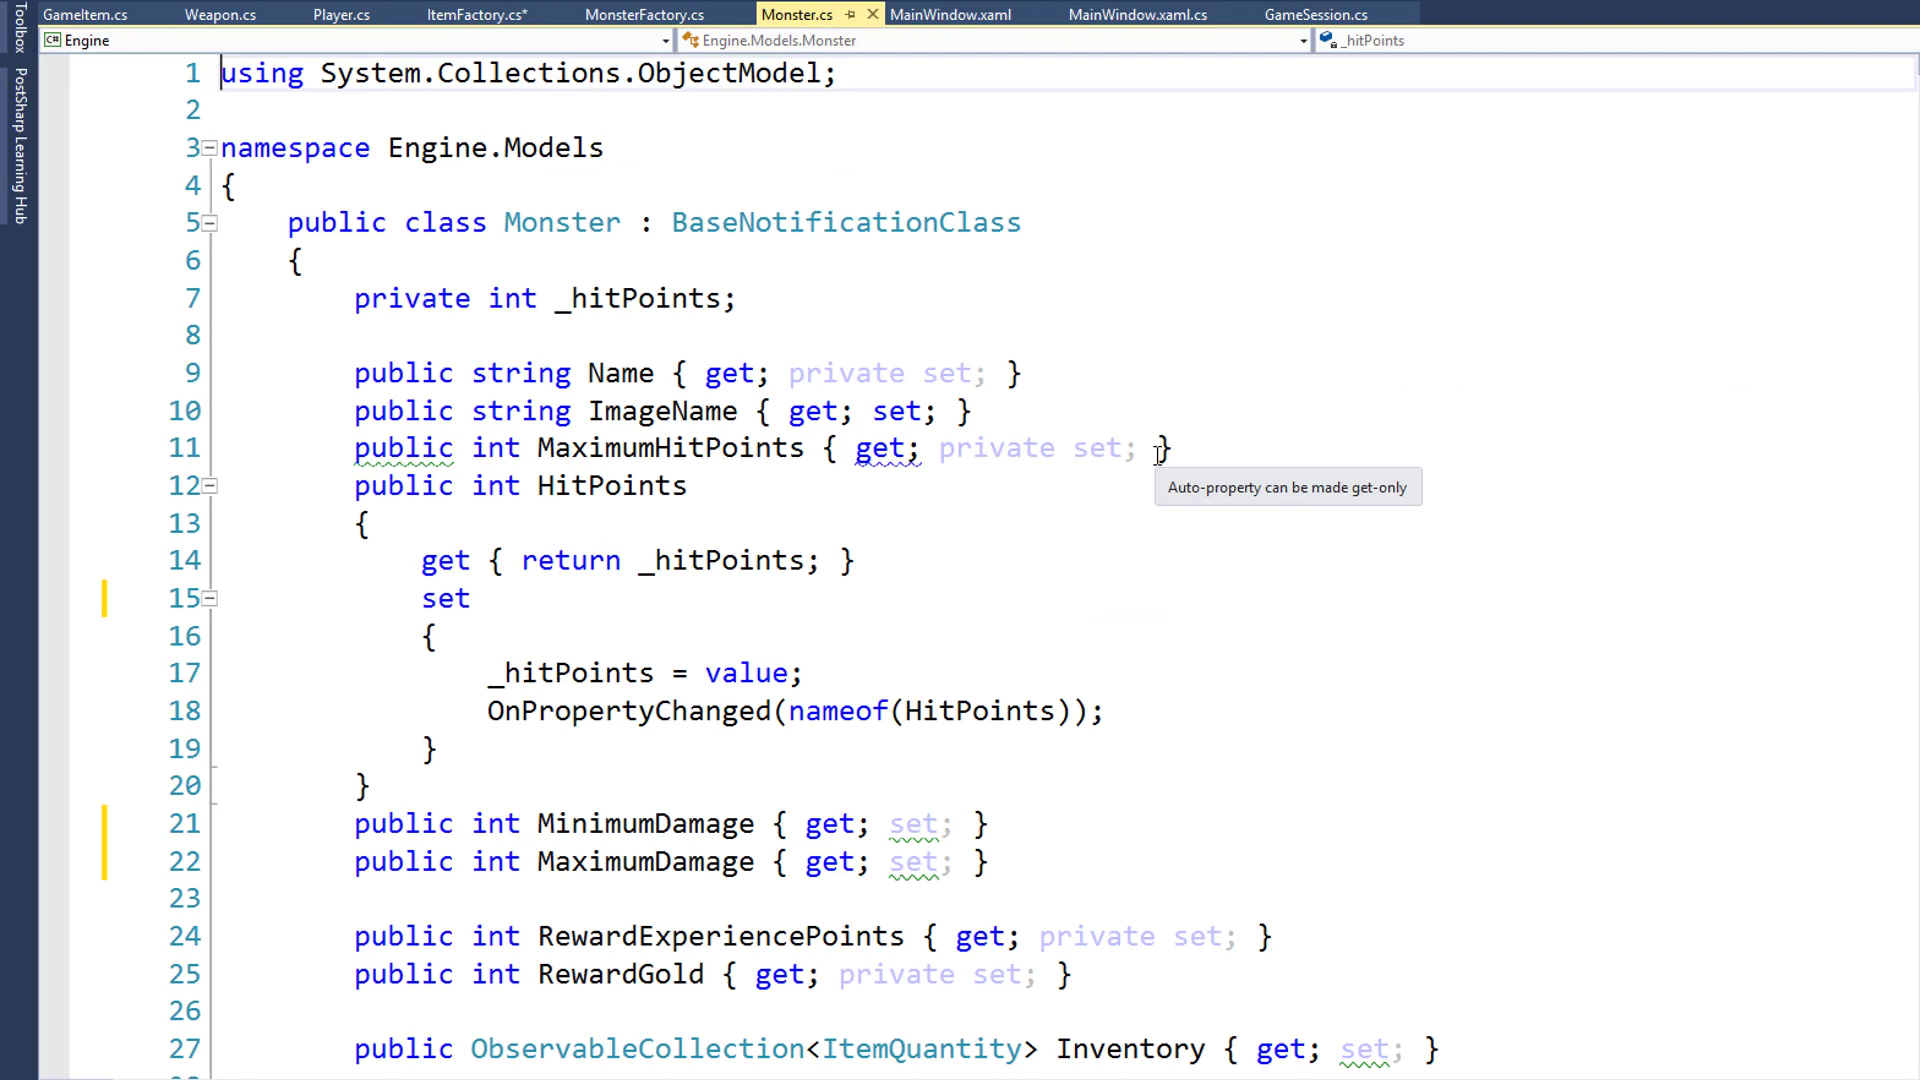 GameItem.cs Weapon.cs Player.cs ItemFactory.cs* MonsterFactory.cs Monster.cs MainWindow.xaml MainWindow.xaml.cs GameSession.cs
Toolbox
PostSharp Learning Hub
C# Engine Engine.Models.Monster _hitPoints
1 using System.Collections.ObjectModel;
2
3 namespace Engine.Models
4 {
5 public class Monster : BaseNotificationClass
6 {
7 private int _hitPoints;
8
9 public string Name { get; private set; }
10 public string ImageName { get; set; }
11 public int MaximumHitPoints { get; private set; }
Auto-property can be made get-only
12 public int HitPoints
13 {
14 get { return _hitPoints; }
15 set
16 {
17 _hitPoints = value;
18 OnPropertyChanged(nameof(HitPoints));
19 }
20 }
21 public int MinimumDamage { get; set; }
22 public int MaximumDamage { get; set; }
23
24 public int RewardExperiencePoints { get; private set; }
25 public int RewardGold { get; private set; }
26
27 public ObservableCollection<ItemQuantity> Inventory { get; set; }